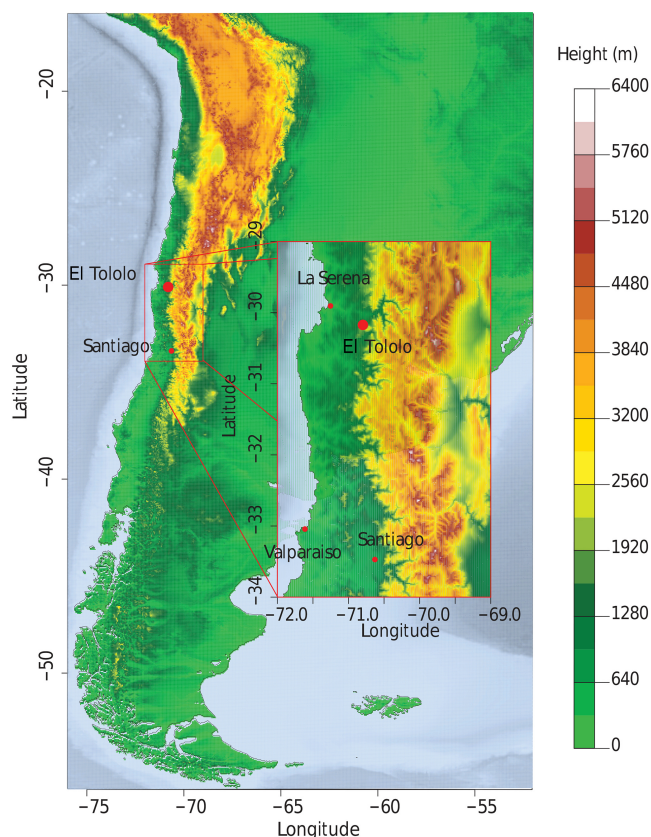 Height (m)
6400
5760
5120
4480
3840
3200
2560
1920
1280
640
0
−20
−30
−40
−50
Latitude
El Tololo
Santiago
−29
−30
−31
−32
−33
−34
Latitude
La Serena
El Tololo
Valparaiso
Santiago
−72.0
−71.0
−70.0
−69.0
Longitude
−75
−70
−65
−60
−55
Longitude